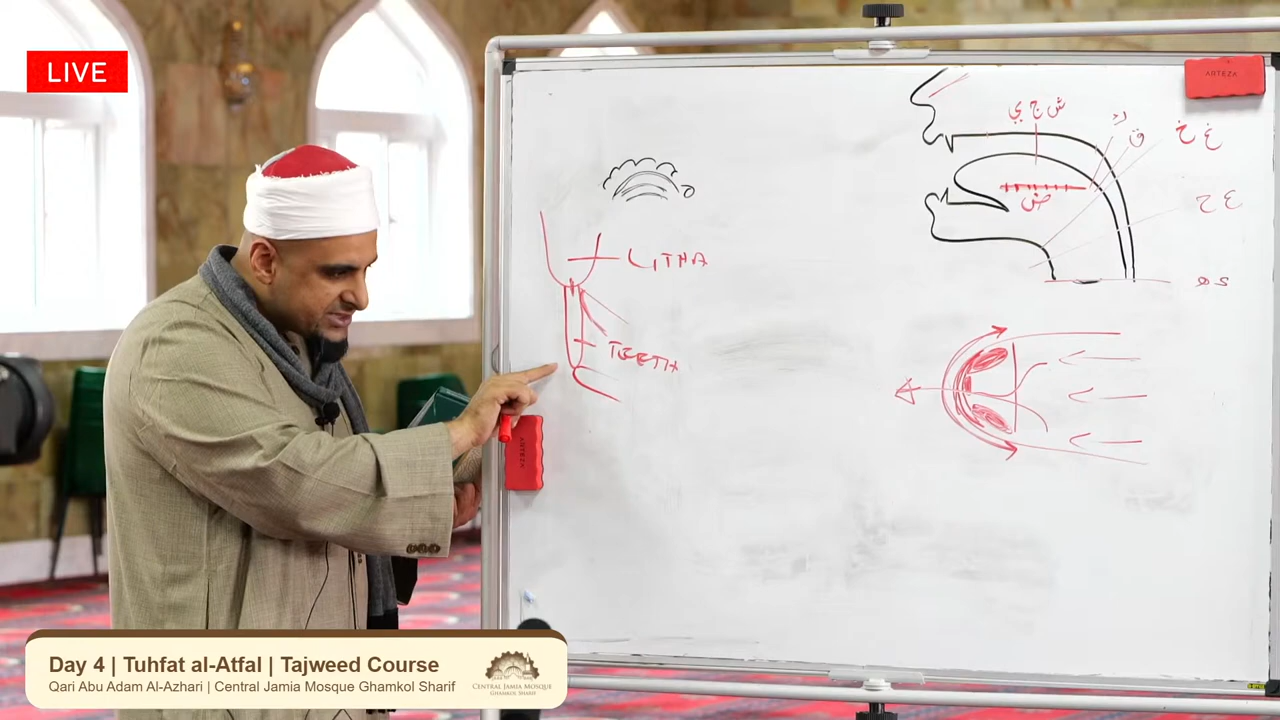 LIVE
ARTEZA
ش ج ي
ك
ق
غ خ
ض
ع ح
ء ه
LITHA
TEETH
ARTEZA
Day 4 | Tuhfat al-Atfal | Tajweed Course
Qari Abu Adam Al-Azhari | Central Jamia Mosque Ghamkol Sharif
CENTRAL JAMIA MOSQUE
GHAMKOL SHARIF